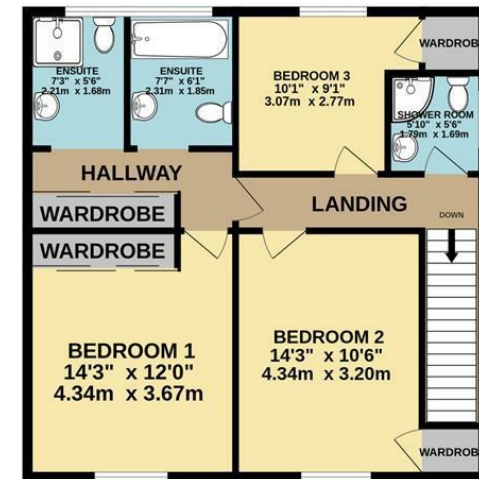 ENSUITE
7'3" x 5'6"
2.21m x 1.68m
ENSUITE
7'7" x 6'1"
2.31m x 1.85m
BEDROOM 3
10'1" x 9'1"
3.07m x 2.77m
WARDROB
SHOWER ROOM
5'10" x 5'6"
1.79m x 1.69m
HALLWAY
WARDROBE
LANDING
DOWN
WARDROBE
BEDROOM 1
14'3" x 12'0"
4.34m x 3.67m
BEDROOM 2
14'3" x 10'6"
4.34m x 3.20m
WARDROB